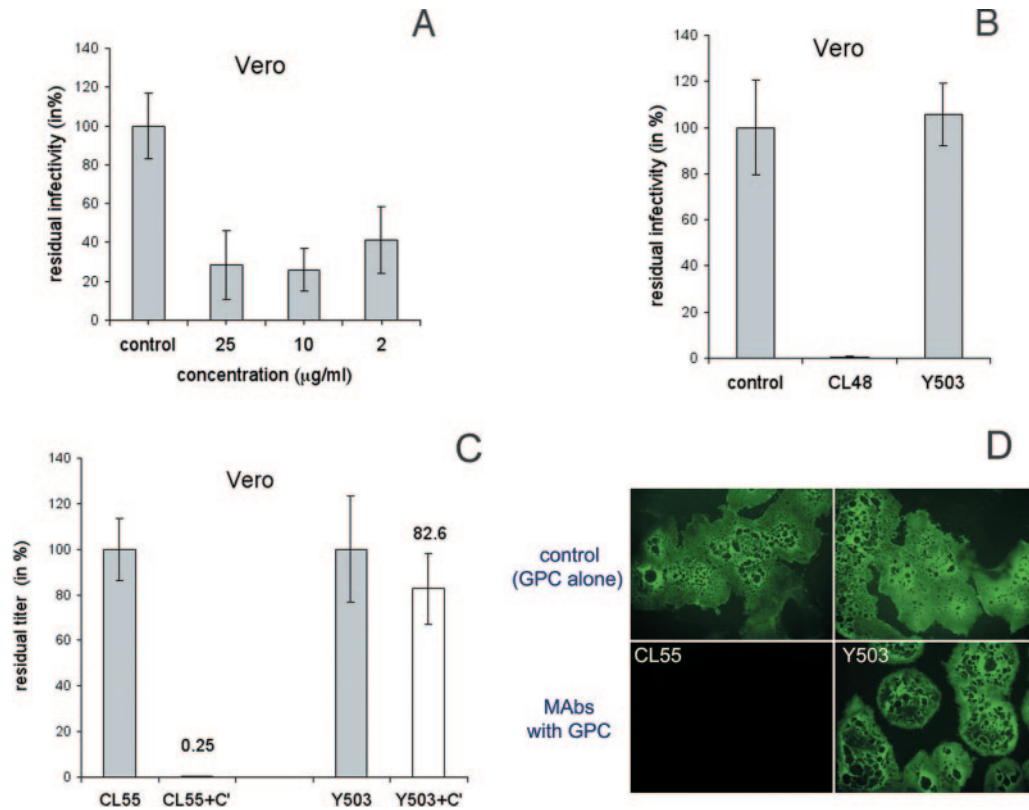 A
140
120
100
80
60
40
20
0
residual infectivity (in%)
Vero
control 25 10 2
concentration (µg/ml)
B
140
120
100
80
60
40
20
0
residual infectivity (in %)
Vero
control CL48 Y503
C
140
120
100
80
60
40
20
0
residual titer (in %)
Vero
0.25
82.6
CL55 CL55+C' Y503 Y503+C'
D
control
(GPC alone)
CL55 Y503
MAbs
with GPC